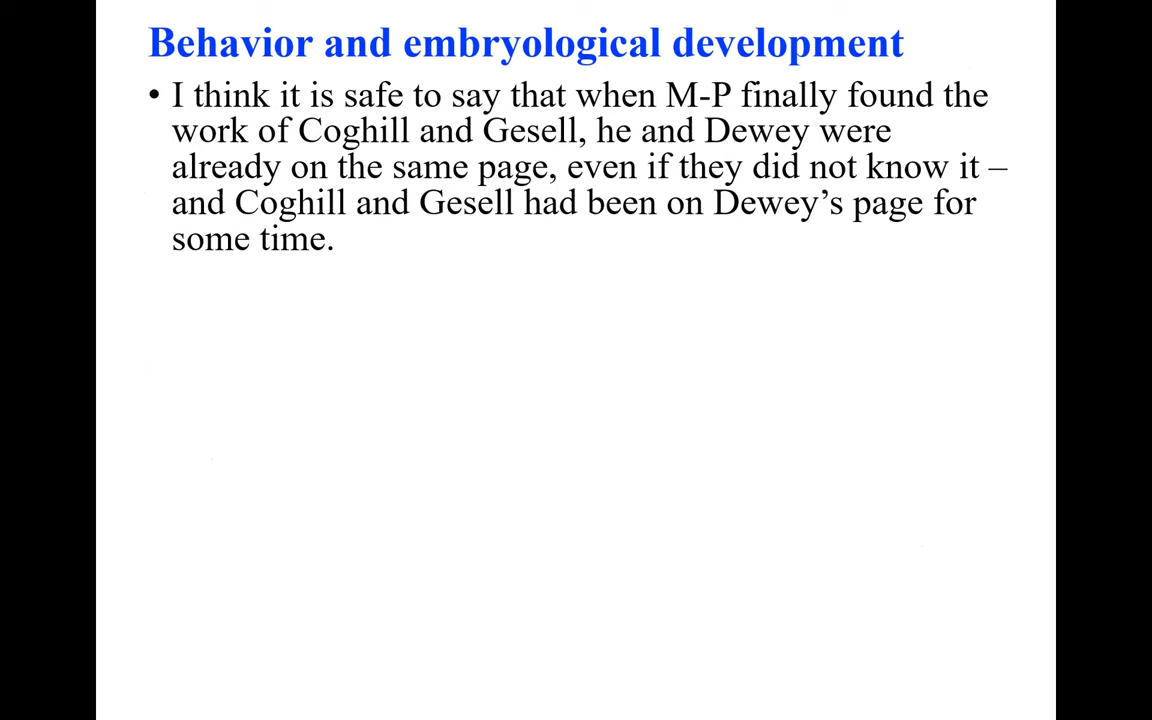 Behavior and embryological development
• I think it is safe to say that when M-P finally found the
work of Coghill and Gesell, he and Dewey were
already on the same page, even if they did not know it –
and Coghill and Gesell had been on Dewey’s page for
some time.